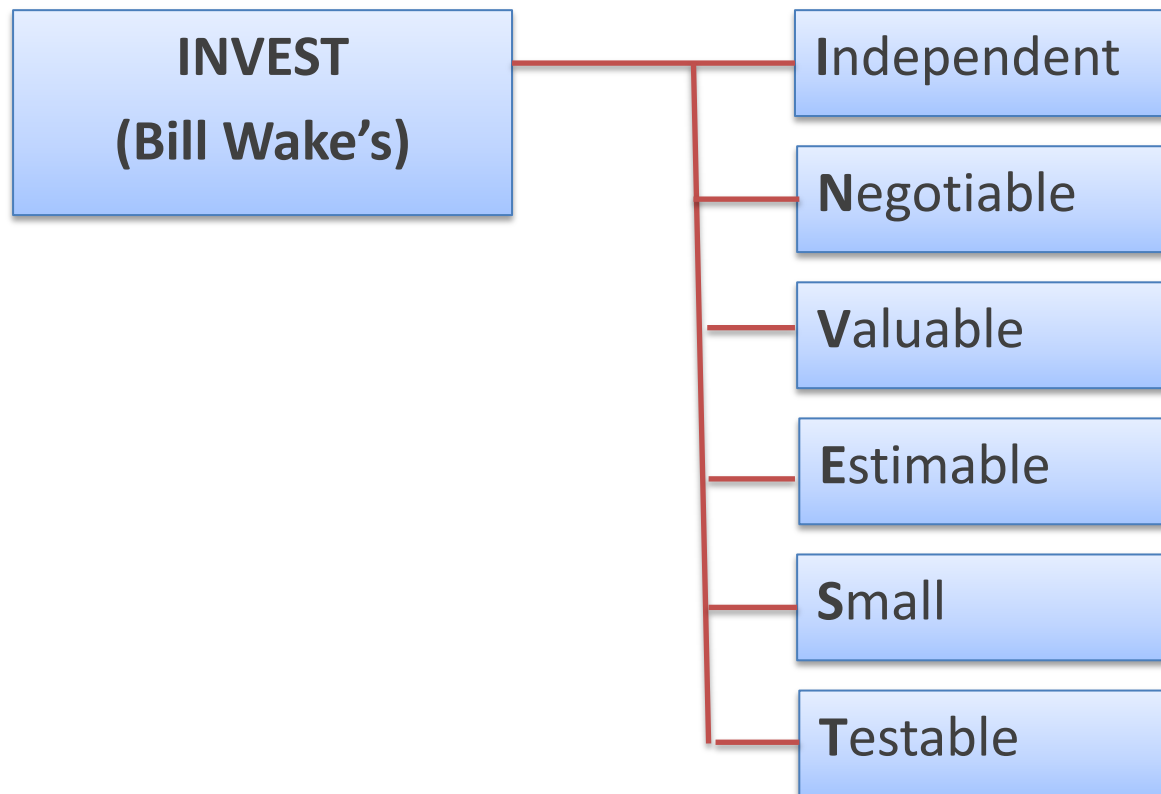 INVEST
(Bill Wake’s)
Independent
Negotiable
Valuable
Estimable
Small
Testable